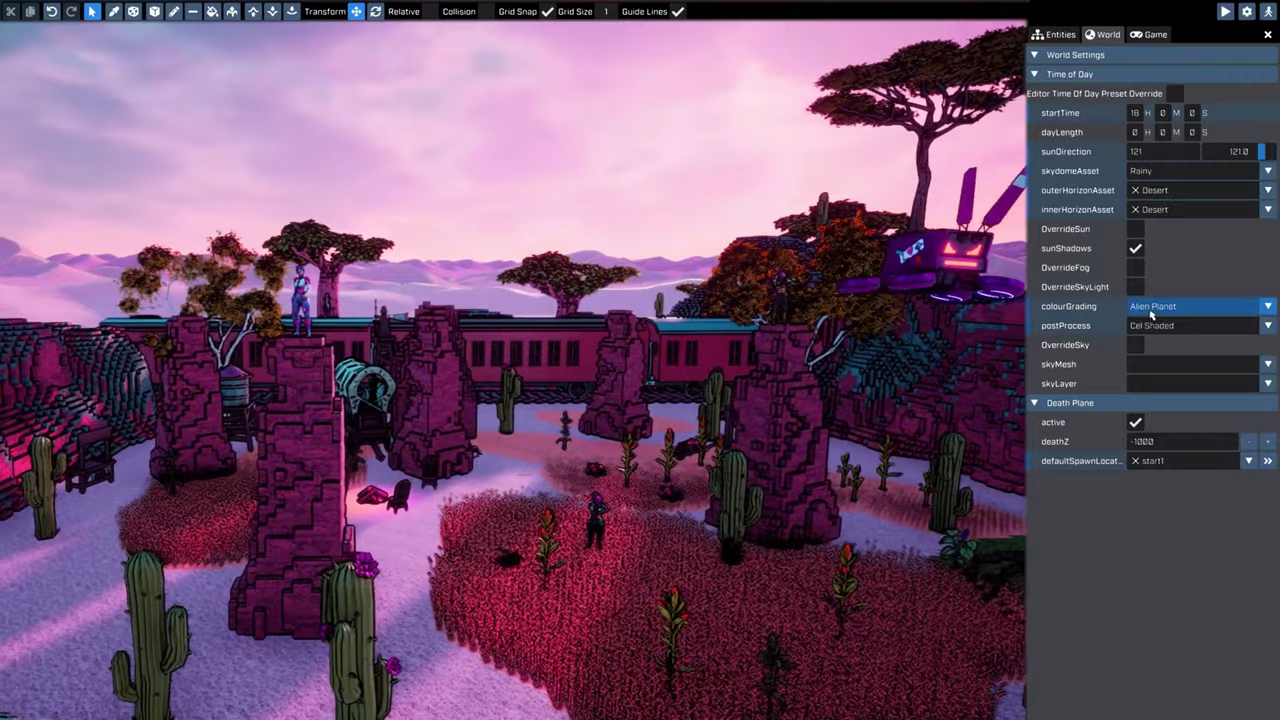 Transform Relative Collision Grid Snap Grid Size 1 Guide Lines
Entities World Game
World Settings
Time of Day
Editor Time Of Day Preset Override
startTime 16 H 0 M 0 S
dayLength 0 H 0 M 0 S
sunDirection 121 121.0
skydomeAsset Rainy
outerHorizonAsset Desert
innerHorizonAsset Desert
OverrideSun
sunShadows
OverrideFog
OverrideSkyLight
colourGrading Alien Planet
postProcess Cel Shaded
OverrideSky
skyMesh
skyLayer
Death Plane
active
deathZ -1000
defaultSpawnLocat... start1